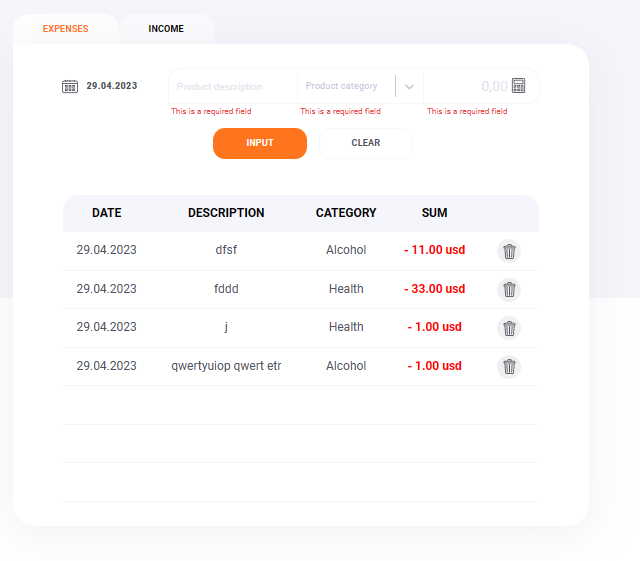 EXPENSES INCOME
29.04.2023 Product description Product category 0,00
This is a required field This is a required field This is a required field
INPUT CLEAR
DATE DESCRIPTION CATEGORY SUM
29.04.2023 dfsf Alcohol - 11.00 usd
29.04.2023 fddd Health - 33.00 usd
29.04.2023 j Health - 1.00 usd
29.04.2023 qwertyuiop qwert etr Alcohol - 1.00 usd